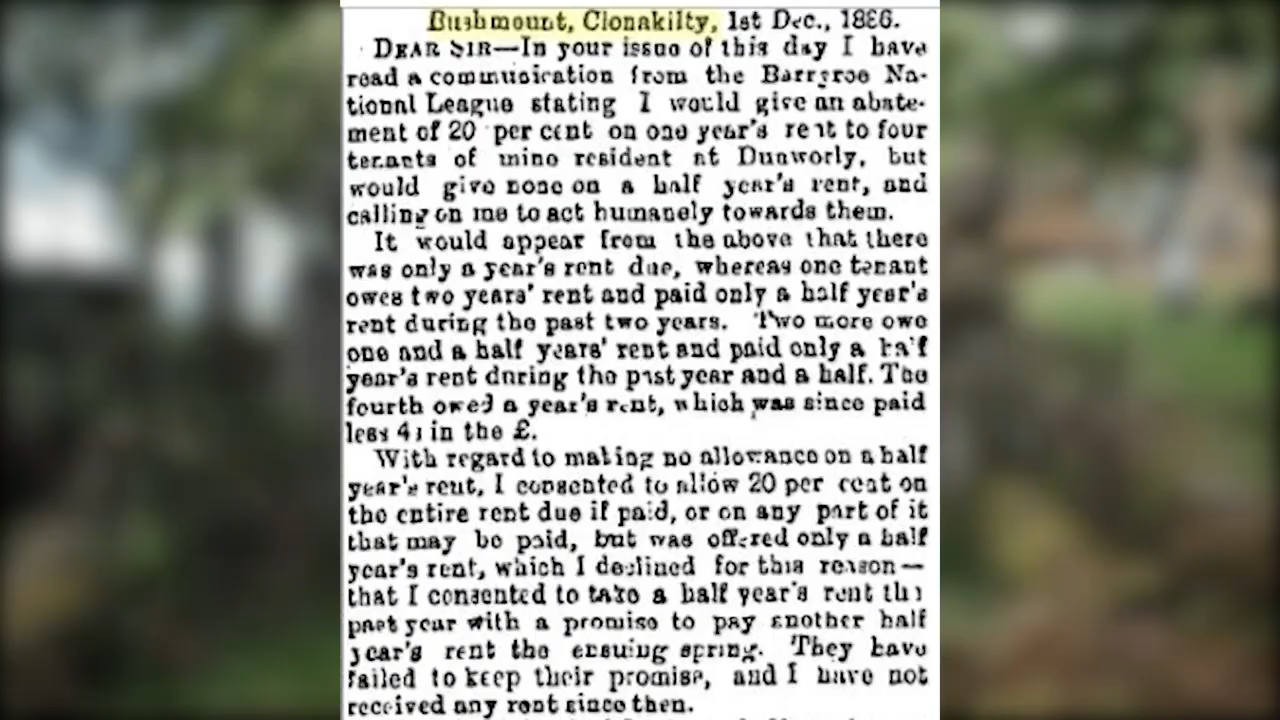 Bushmount, Clonakilty, 1st Dec., 1886.
DEAR SIR—In your issue of this day I have
read a communication from the Barryroe Na-
tional League stating I would give an abate-
ment of 20 per cent on one year's rent to four
tenants of mine resident at Dunworly, but
would give none on a half year's rent, and
calling on me to act humanely towards them.
It would appear from the above that there
was only a year's rent due, whereas one tenant
owes two years' rent and paid only a half year's
rent during the past two years. Two more owe
one and a half years' rent and paid only a half
year's rent during the past year and a half. The
fourth owed a year's rent, which was since paid
less 4s in the £.
With regard to making no allowance on a half
year's rent, I consented to allow 20 per cent on
the entire rent due if paid, or on any part of it
that may be paid, but was offered only a half
year's rent, which I declined for this reason—
that I consented to take a half year's rent the
past year with a promise to pay another half
year's rent the ensuing spring. They have
failed to keep their promise, and I have not
received any rent since then.